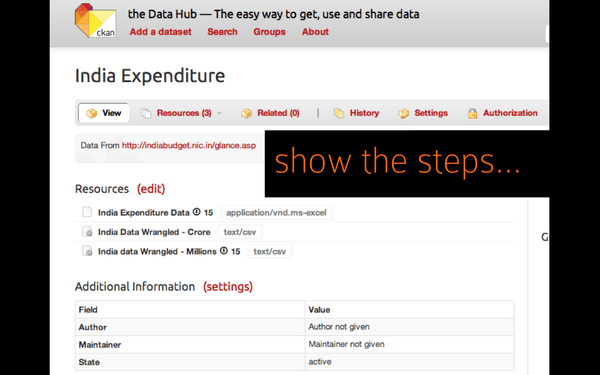 the Data Hub — The easy way to get, use and share data
ckan
Add a dataset Search Groups About
India Expenditure
View Resources (3) Related (0) | History Settings Authorization
Data From http://indiabudget.nic.in/glance.asp
show the steps...
Resources (edit)
G
India Expenditure Data 15 application/vnd.ms-excel
India Data Wrangled - Crore text/csv
India data Wrangled - Millions 15 text/csv
Additional Information (settings)
Field Value
Author Author not given
Maintainer Maintainer not given
State active